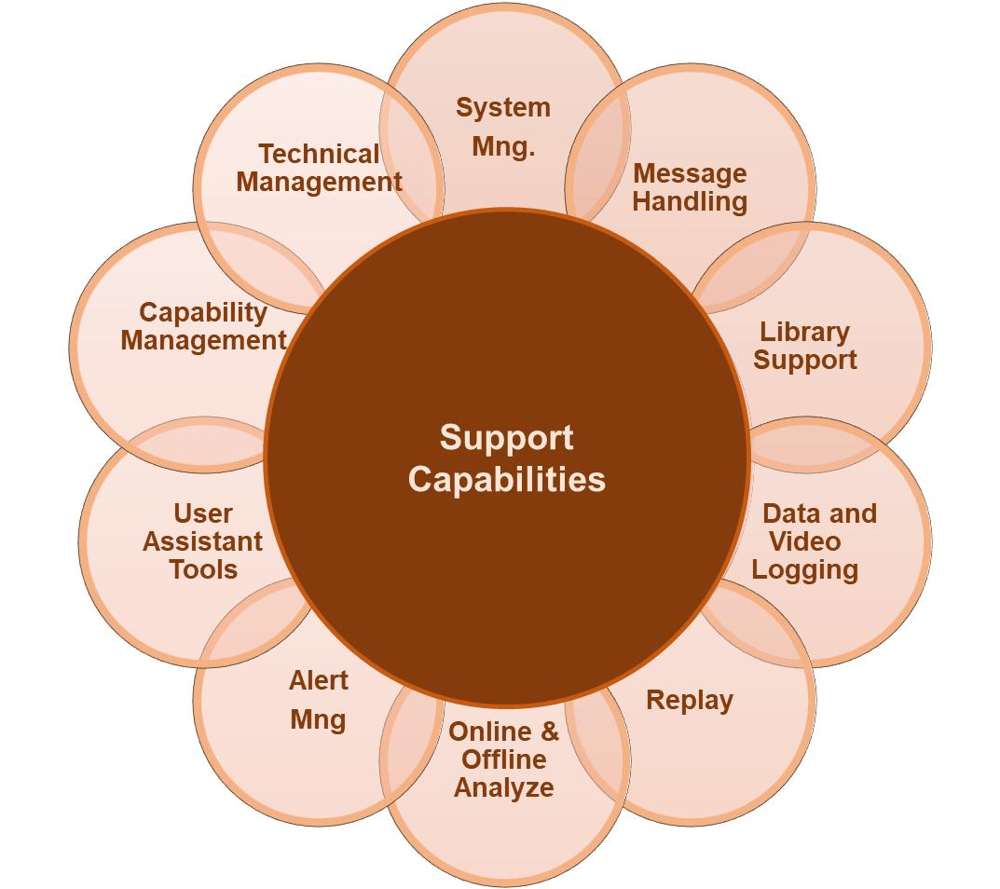 System
Mng.
Message
Handling
Library
Support
Data and
Video
Logging
Replay
Online &
Offline
Analyze
Alert
Mng
User
Assistant
Tools
Capability
Management
Technical
Management
Support
Capabilities